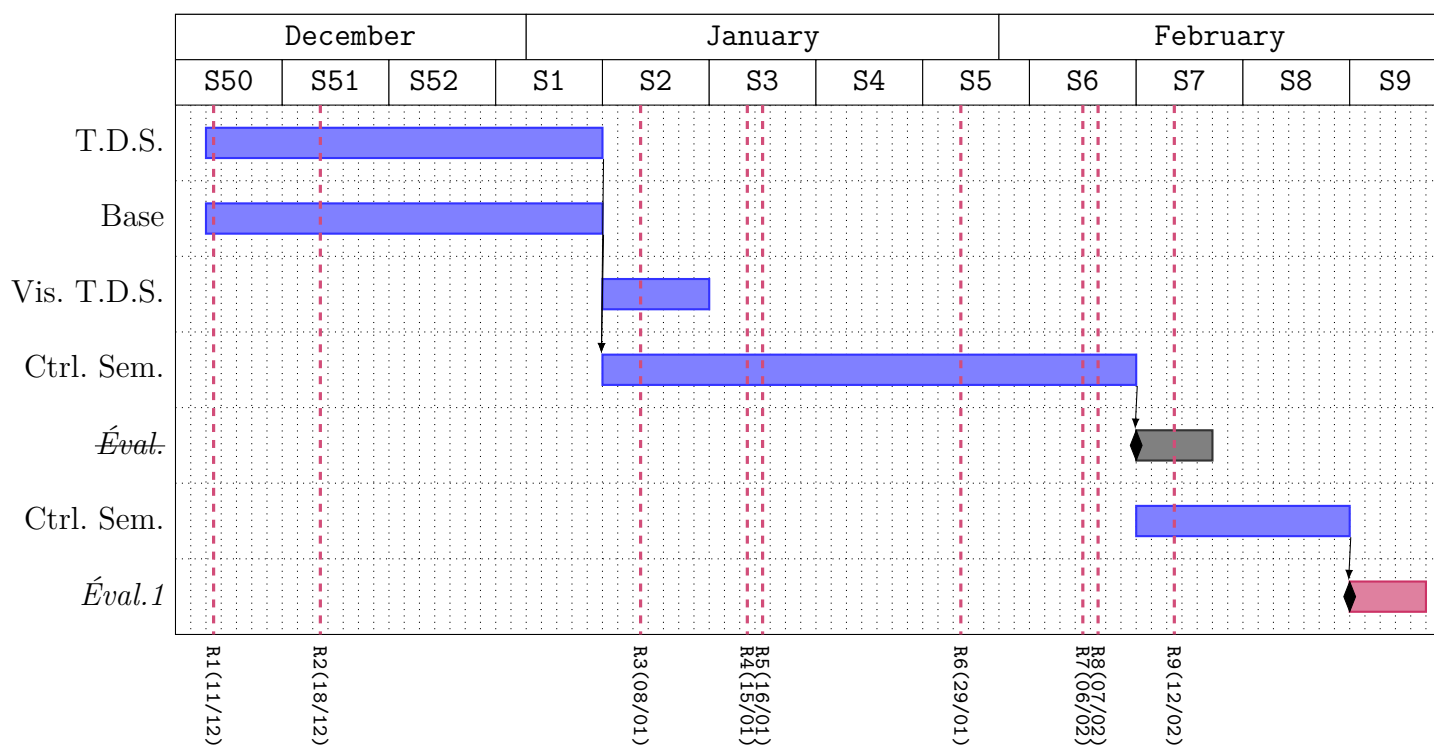 December January February
S50 S51 S52 S1 S2 S3 S4 S5 S6 S7 S8 S9
T.D.S.
Base
Vis. T.D.S.
Ctrl. Sem.
Éval.
Ctrl. Sem.
Éval.1
R1(11/12)
R2(18/12)
R3(08/01)
R4(15/01)
R5(16/01)
R6(29/01)
R7(06/02)
R8(07/02)
R9(12/02)